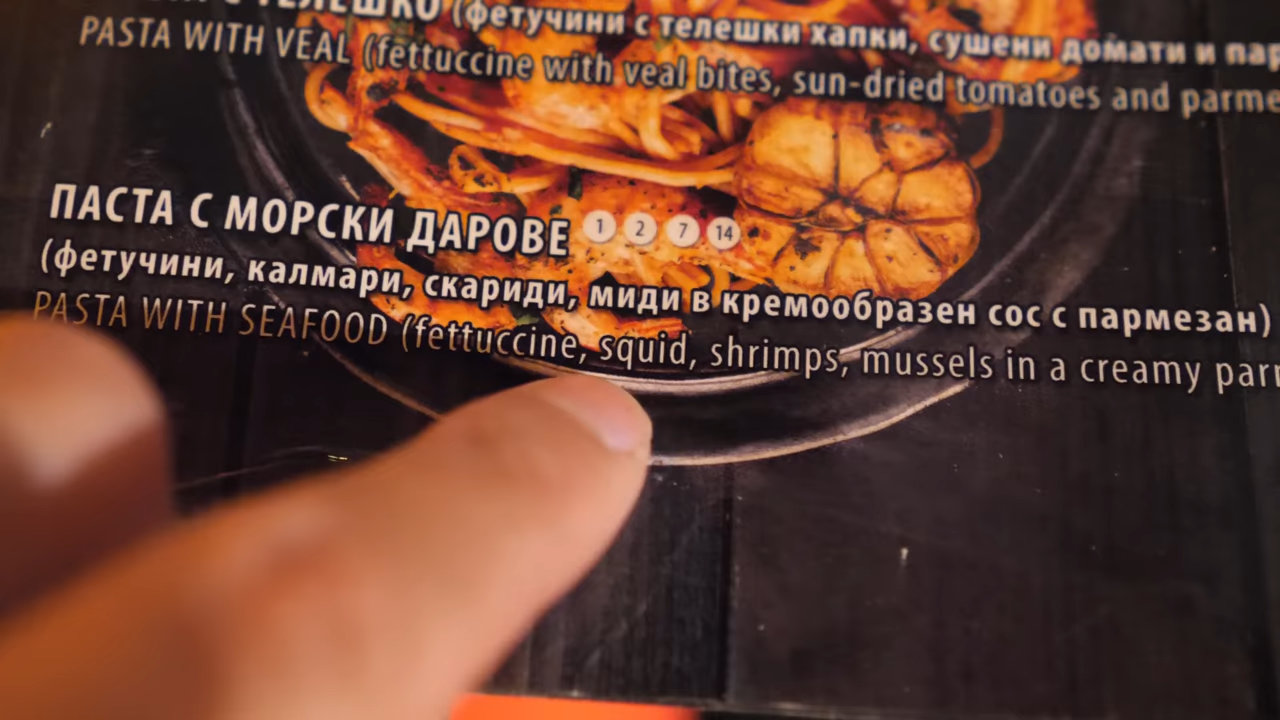 С ТЕЛЕШКО (фетучини с телешки хапки, сушени домати и пар
PASTA WITH VEAL (fettuccine with veal bites, sun-dried tomatoes and parme
ПАСТА С МОРСКИ ДАРОВЕ 1 2 7 14
(фетучини, калмари, скариди, миди в кремообразен сос с пармезан)
PASTA WITH SEAFOOD (fettuccine, squid, shrimps, mussels in a creamy parm